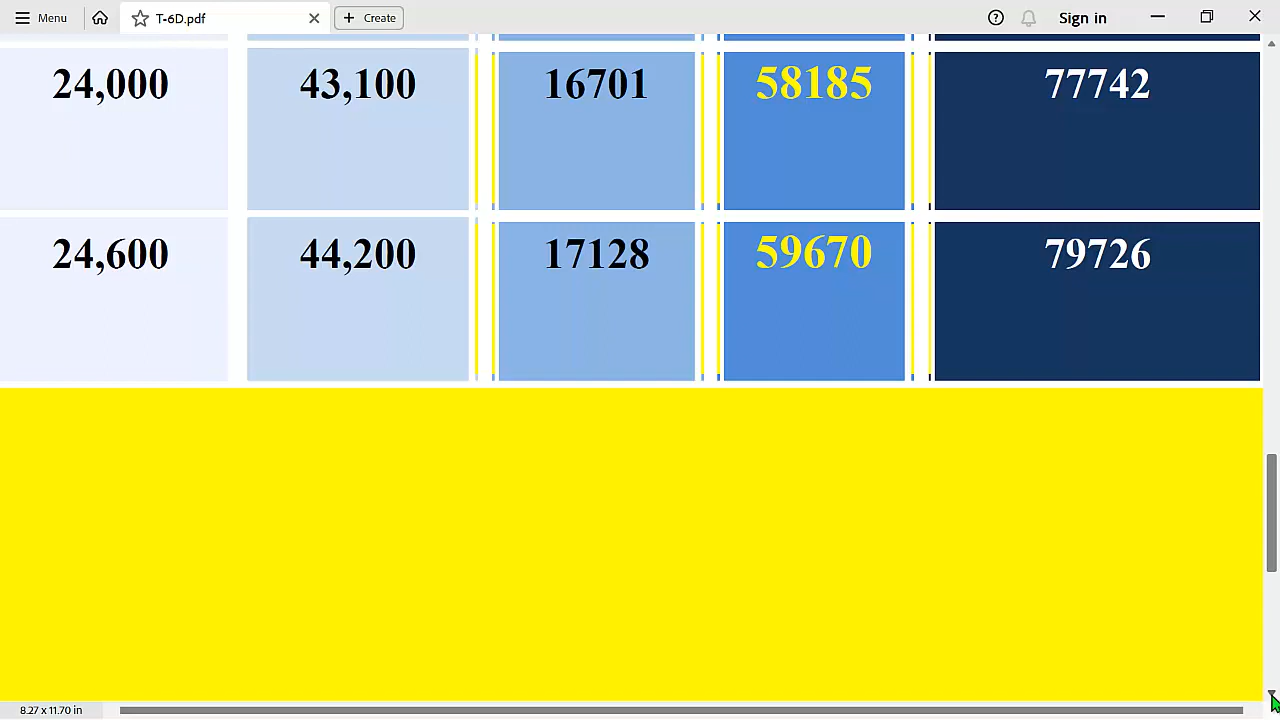 Menu T-6D.pdf Create Sign in
24,000 43,100 16701 58185 77742
24,600 44,200 17128 59670 79726
8.27 x 11.70 in